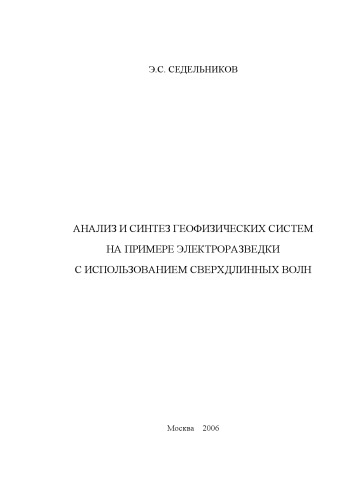 Э.С. СЕДЕЛЬНИКОВ
АНАЛИЗ И СИНТЕЗ ГЕОФИЗИЧЕСКИХ СИСТЕМ
НА ПРИМЕРЕ ЭЛЕКТРОРАЗВЕДКИ
С ИСПОЛЬЗОВАНИЕМ СВЕРХДЛИННЫХ ВОЛН
Москва 2006